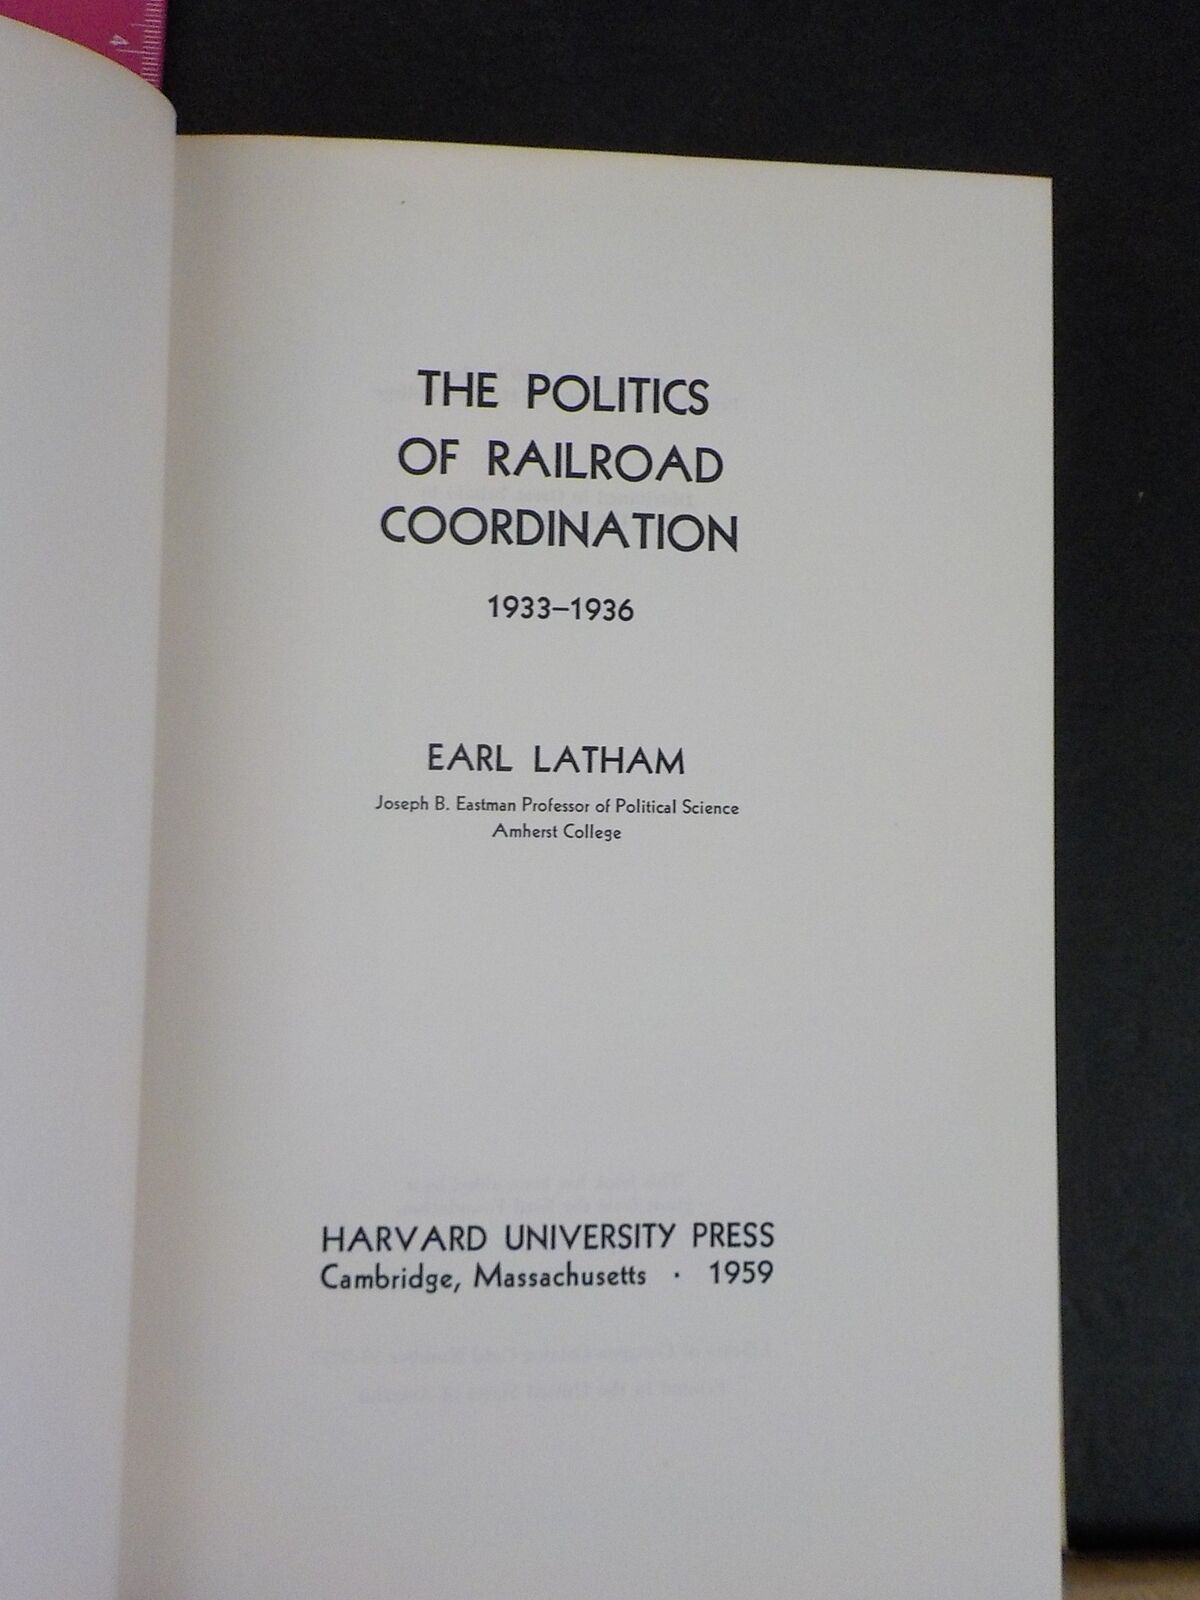 4
THE POLITICS
OF RAILROAD
COORDINATION
1933–1936
EARL LATHAM
Joseph B. Eastman Professor of Political Science
Amherst College
HARVARD UNIVERSITY PRESS
Cambridge, Massachusetts · 1959